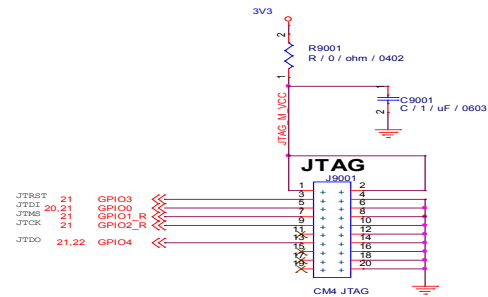 3V3
2
R9001
R / 0 / ohm / 0402
1
JTAG_M_VCC
1
2
C9001
C / 1 / uF / 0603
JTAG
J9001
1 2
3 4
JTRST 21 GPIO3 5 6
JTDI 20,21 GPIO0 7 8
JTMS 21 GPIO1_R 9 10
JTCK 21 GPIO2_R 11 12
JTDO 21,22 GPIO4 13 14
15 16
17 18
19 20
CM4 JTAG